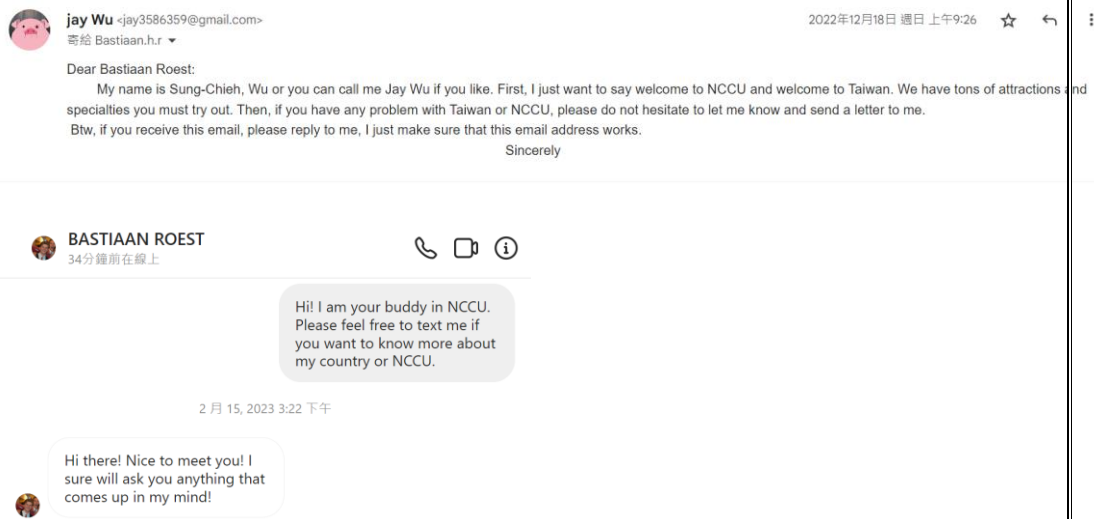 jay Wu <jay3586359@gmail.com>
2022年12月18日 週日 上午9:26
寄給 Bastiaan.h.r
Dear Bastiaan Roest:
My name is Sung-Chieh, Wu or you can call me Jay Wu if you like. First, I just want to say welcome to NCCU and welcome to Taiwan. We have tons of attractions and
specialties you must try out. Then, if you have any problem with Taiwan or NCCU, please do not hesitate to let me know and send a letter to me.
Btw, if you receive this email, please reply to me, I just make sure that this email address works.
Sincerely
BASTIAAN ROEST
34分鐘前在線上
Hi! I am your buddy in NCCU.
Please feel free to text me if
you want to know more about
my country or NCCU.
2 月 15, 2023 3:22 下午
Hi there! Nice to meet you! I
sure will ask you anything that
comes up in my mind!